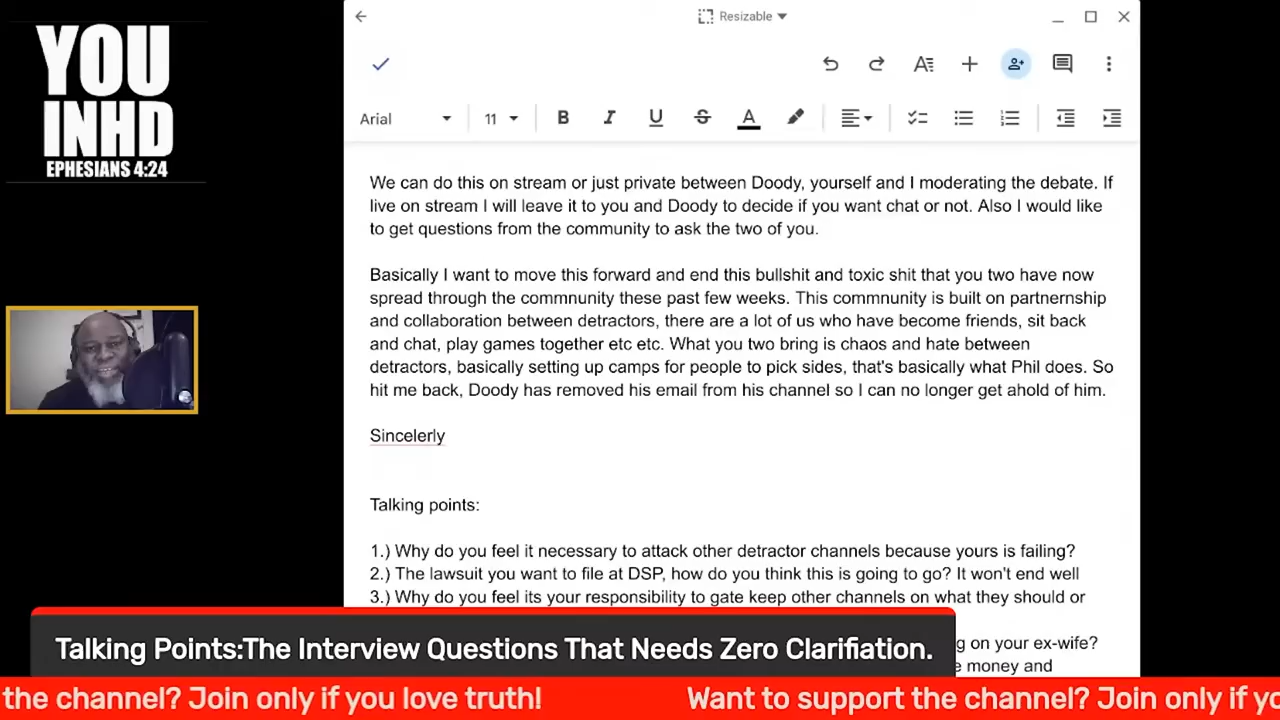 YOU
INHD
EPHESIANS 4:24
Resizable
Arial
11
B
I
U
S
A
We can do this on stream or just private between Doody, yourself and I moderating the debate. If
live on stream I will leave it to you and Doody to decide if you want chat or not. Also I would like
to get questions from the community to ask the two of you.
Basically I want to move this forward and end this bullshit and toxic shit that you two have now
spread through the commnunity these past few weeks. This commnunity is built on partnernship
and collaboration between detractors, there are a lot of us who have become friends, sit back
and chat, play games together etc etc. What you two bring is chaos and hate between
detractors, basically setting up camps for people to pick sides, that's basically what Phil does. So
hit me back, Doody has removed his email from his channel so I can no longer get ahold of him.
Sincelerly
Talking points:
1.) Why do you feel it necessary to attack other detractor channels because yours is failing?
2.) The lawsuit you want to file at DSP, how do you think this is going to go? It won't end well
3.) Why do you feel its your responsibility to gate keep other channels on what they should or
g on your ex-wife?
e money and
Talking Points:The Interview Questions That Needs Zero Clarifiation.
the channel? Join only if you love truth! Want to support the channel? Join only if yo